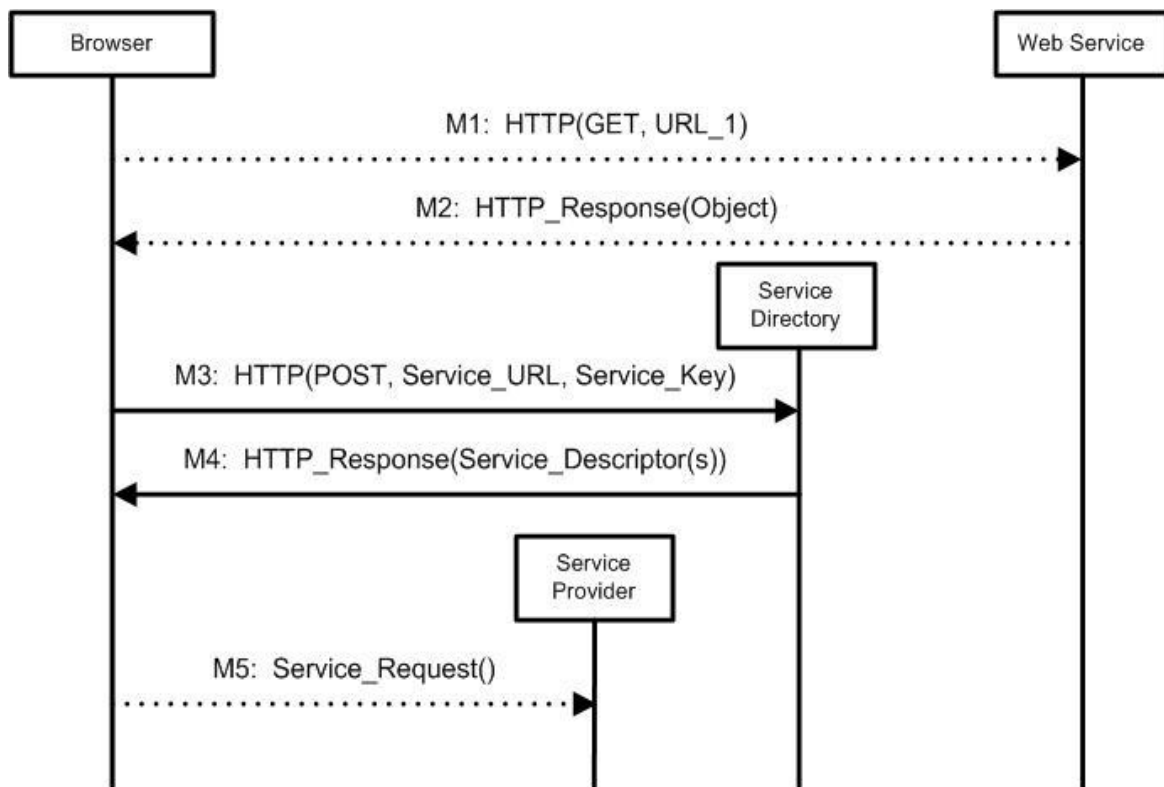 Browser
Web Service
M1: HTTP(GET, URL_1)
M2: HTTP_Response(Object)
Service
Directory
M3: HTTP(POST, Service_URL, Service_Key)
M4: HTTP_Response(Service_Descriptor(s))
Service
Provider
M5: Service_Request()